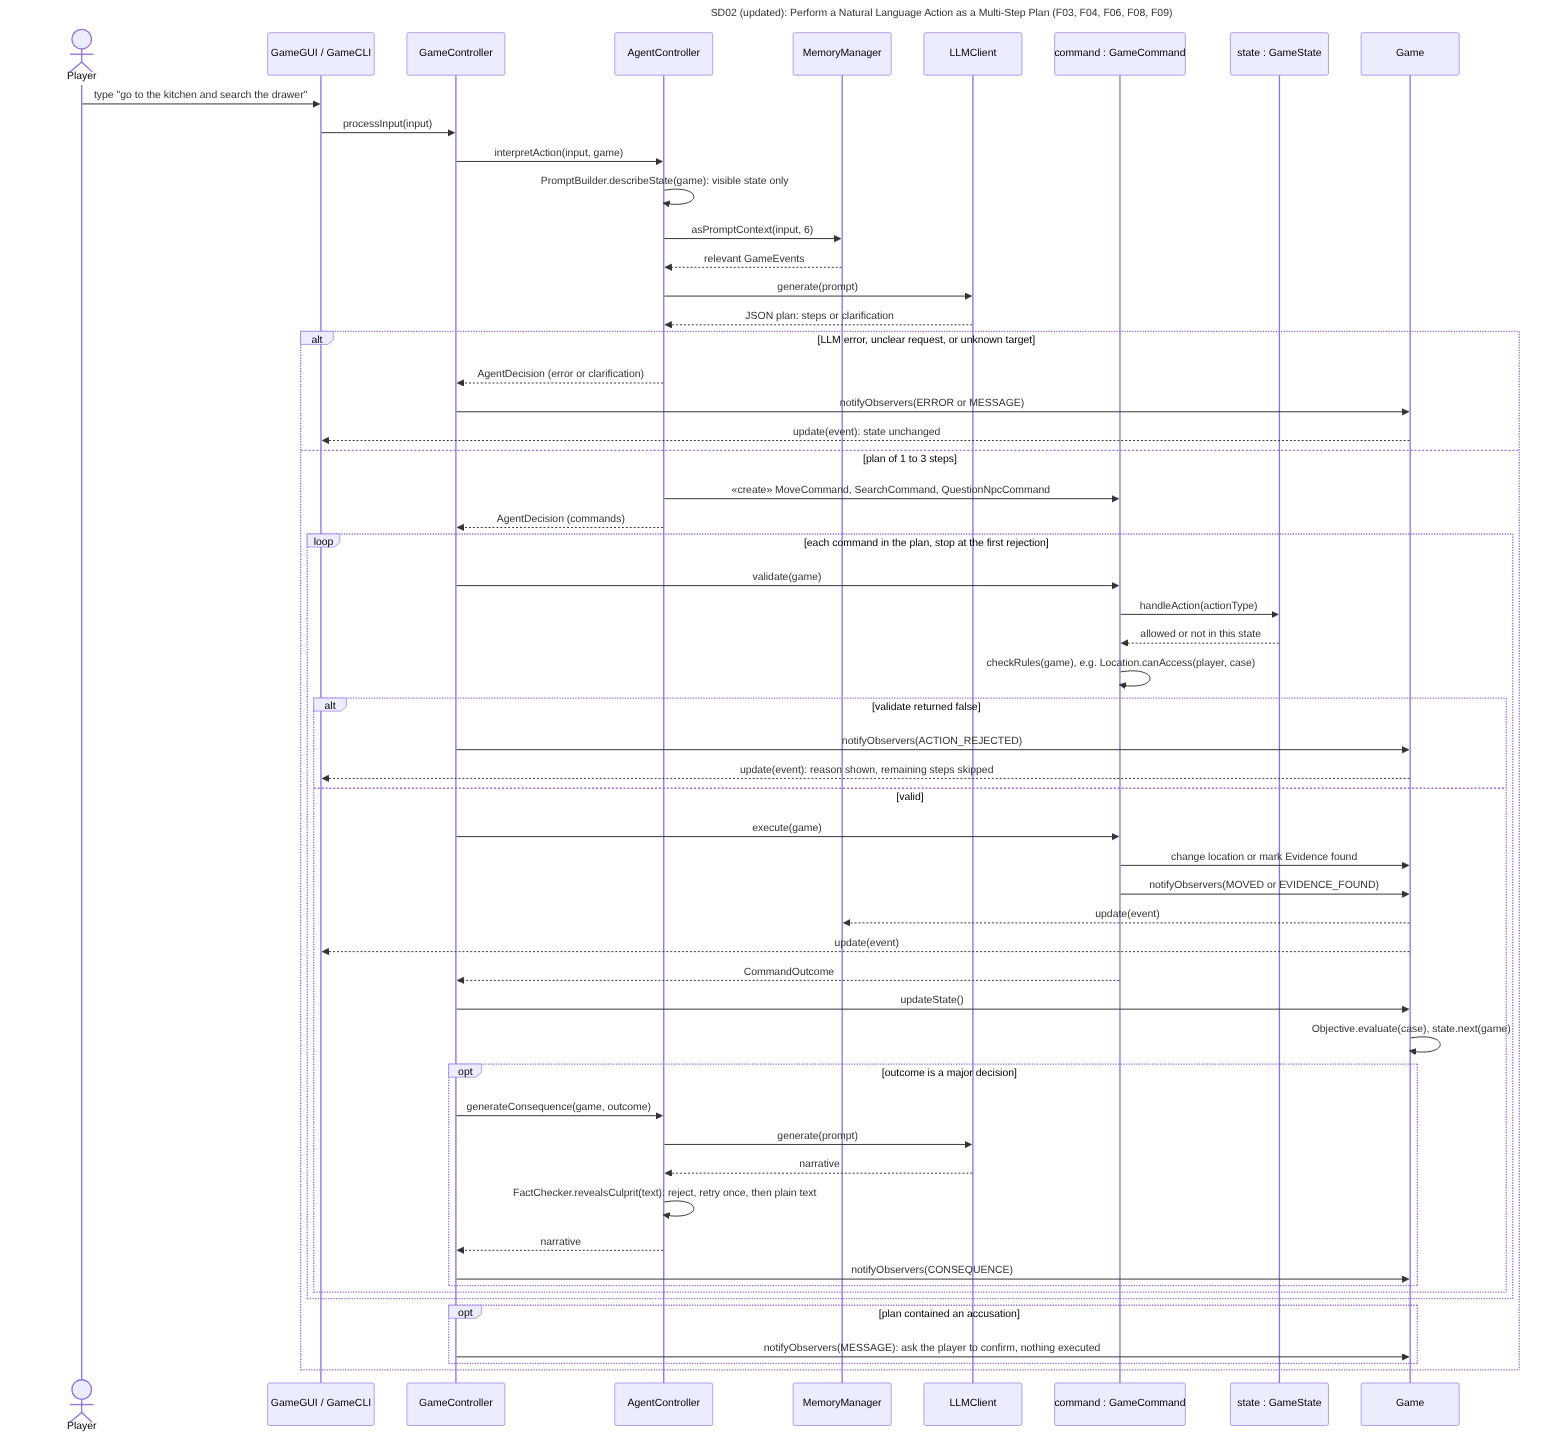 SD02 (updated): Perform a Natural Language Action as a Multi-Step Plan (F03, F04, F06, F08, F09)
Player
GameGUI / GameCLI
GameController
AgentController
MemoryManager
LLMClient
command : GameCommand
state : GameState
Game
type "go to the kitchen and search the drawer"
processInput(input)
interpretAction(input, game)
PromptBuilder.describeState(game): visible state only
asPromptContext(input, 6)
relevant GameEvents
generate(prompt)
JSON plan: steps or clarification
alt
[LLM error, unclear request, or unknown target]
AgentDecision (error or clarification)
notifyObservers(ERROR or MESSAGE)
update(event): state unchanged
[plan of 1 to 3 steps]
«create» MoveCommand, SearchCommand, QuestionNpcCommand
AgentDecision (commands)
loop
[each command in the plan, stop at the first rejection]
validate(game)
handleAction(actionType)
allowed or not in this state
checkRules(game), e.g. Location.canAccess(player, case)
alt
[validate returned false]
notifyObservers(ACTION_REJECTED)
update(event): reason shown, remaining steps skipped
[valid]
execute(game)
change location or mark Evidence found
notifyObservers(MOVED or EVIDENCE_FOUND)
update(event)
update(event)
CommandOutcome
updateState()
Objective.evaluate(case), state.next(game)
opt
[outcome is a major decision]
generateConsequence(game, outcome)
generate(prompt)
narrative
FactChecker.revealsCulprit(text): reject, retry once, then plain text
narrative
notifyObservers(CONSEQUENCE)
opt
[plan contained an accusation]
notifyObservers(MESSAGE): ask the player to confirm, nothing executed
Player
GameGUI / GameCLI
GameController
AgentController
MemoryManager
LLMClient
command : GameCommand
state : GameState
Game